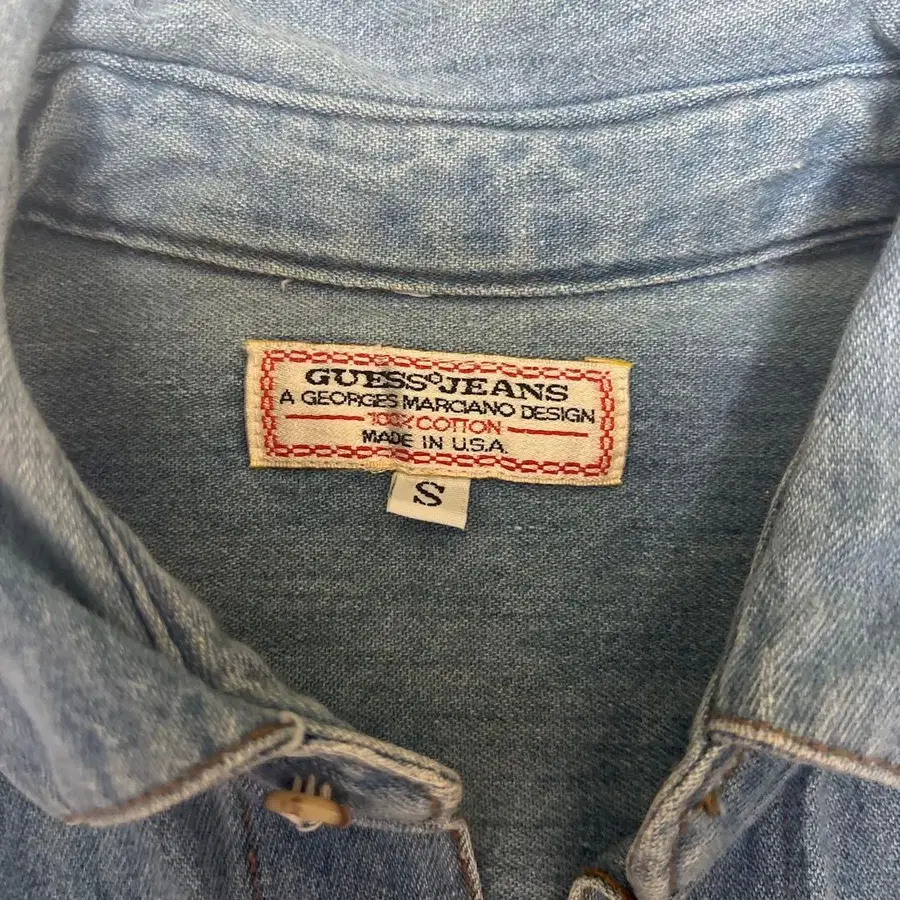 GUESS® JEANS
A GEORGES MARCIANO DESIGN
100% COTTON
MADE IN U.S.A.
S